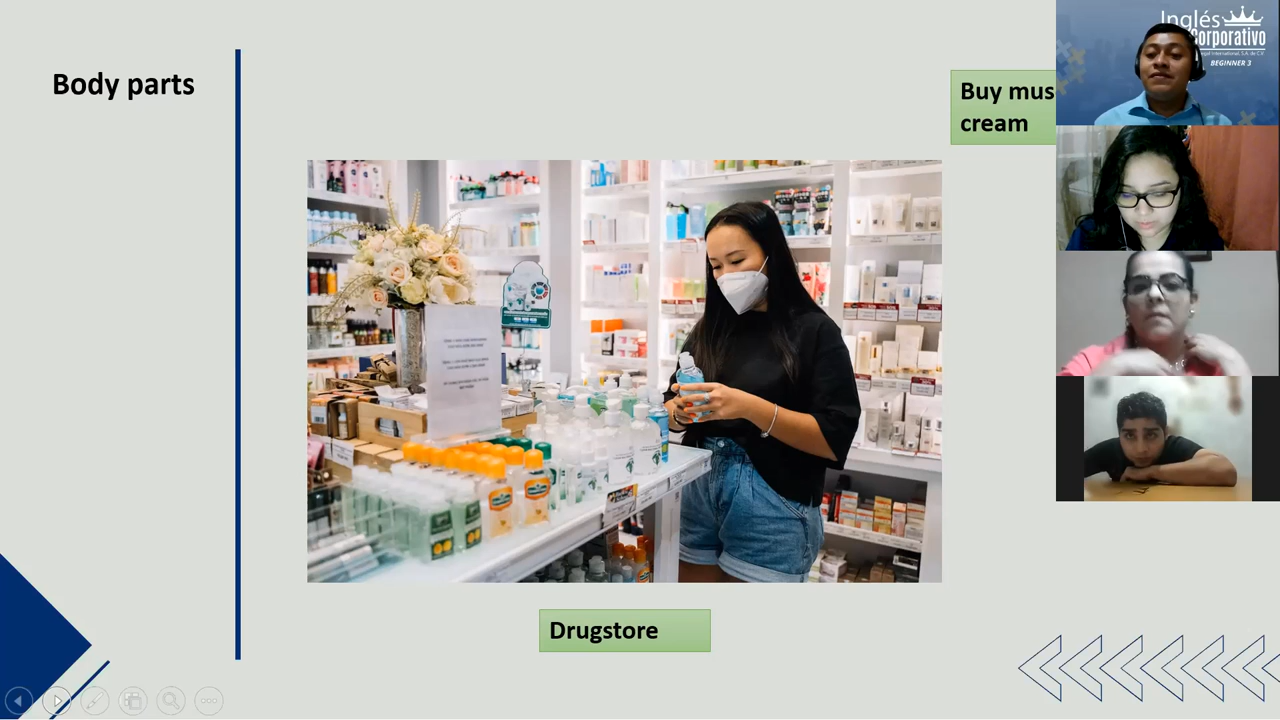 Body parts
Buy mus
cream
Drugstore
Inglés
Corporativo
BEGINNER 3